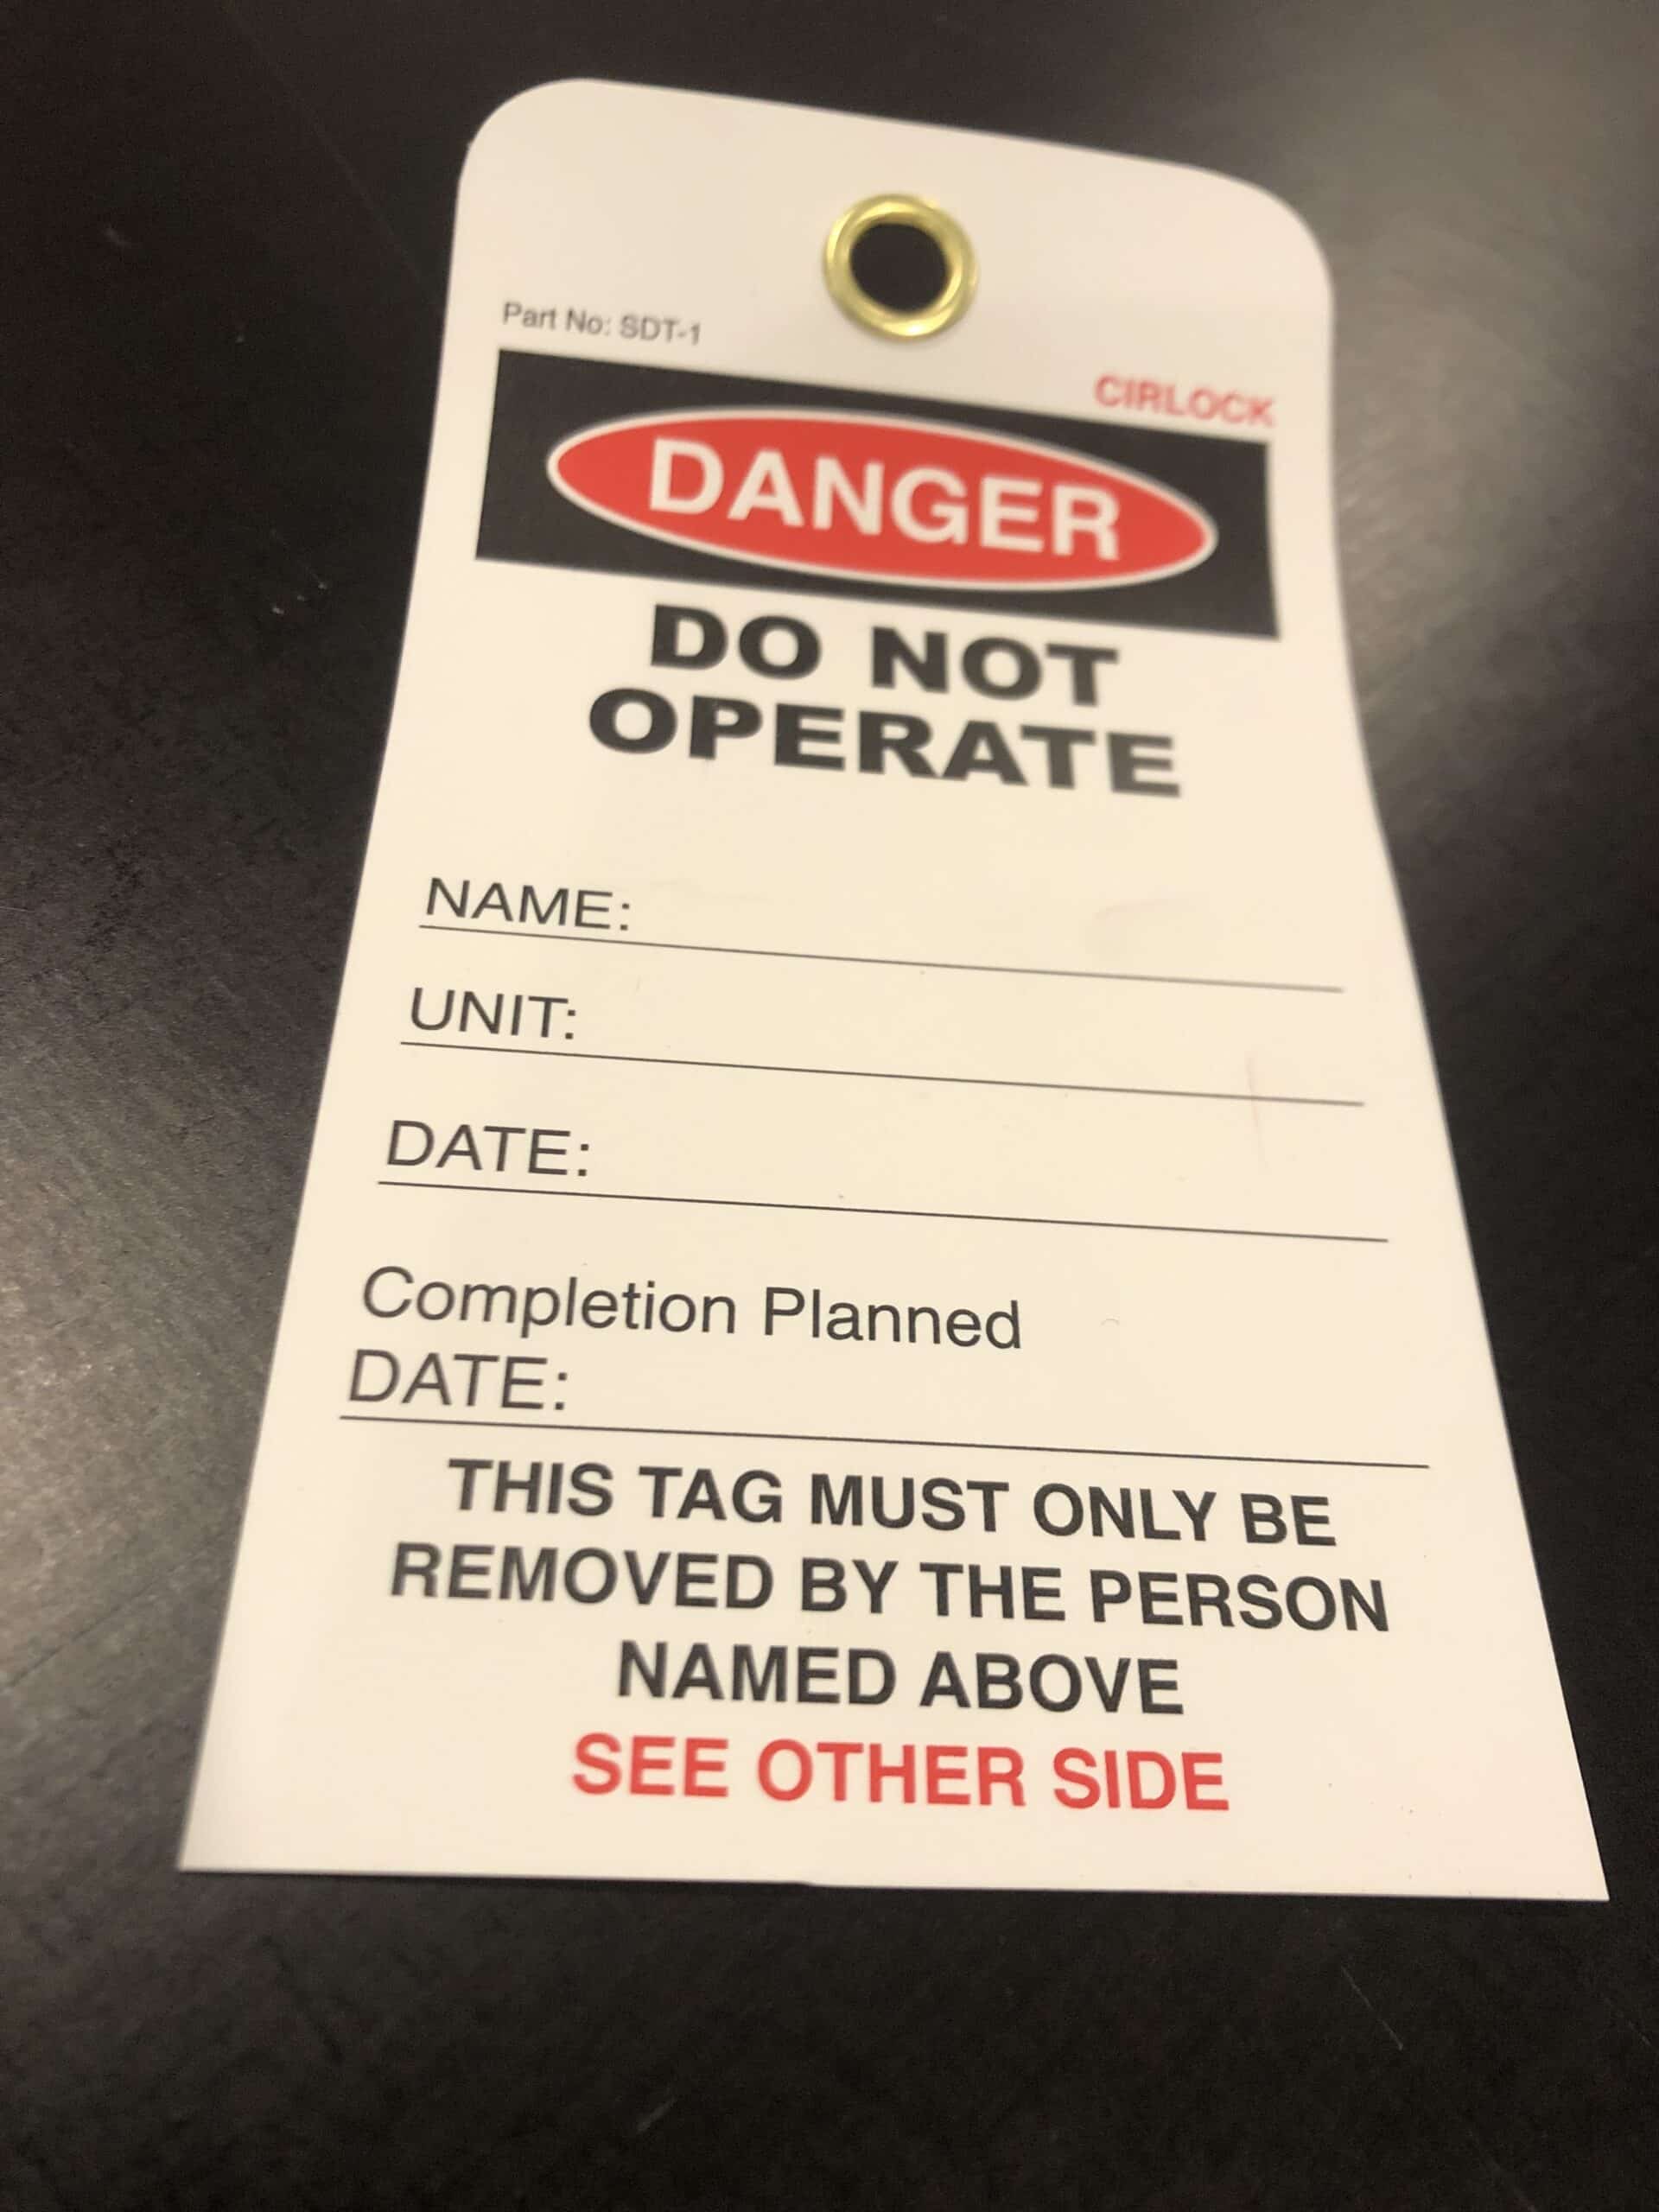 Part No: SDT-1
CIRLOCK
DANGER
DO NOT
OPERATE
NAME:
UNIT:
DATE:
Completion Planned
DATE:
THIS TAG MUST ONLY BE
REMOVED BY THE PERSON
NAMED ABOVE
SEE OTHER SIDE